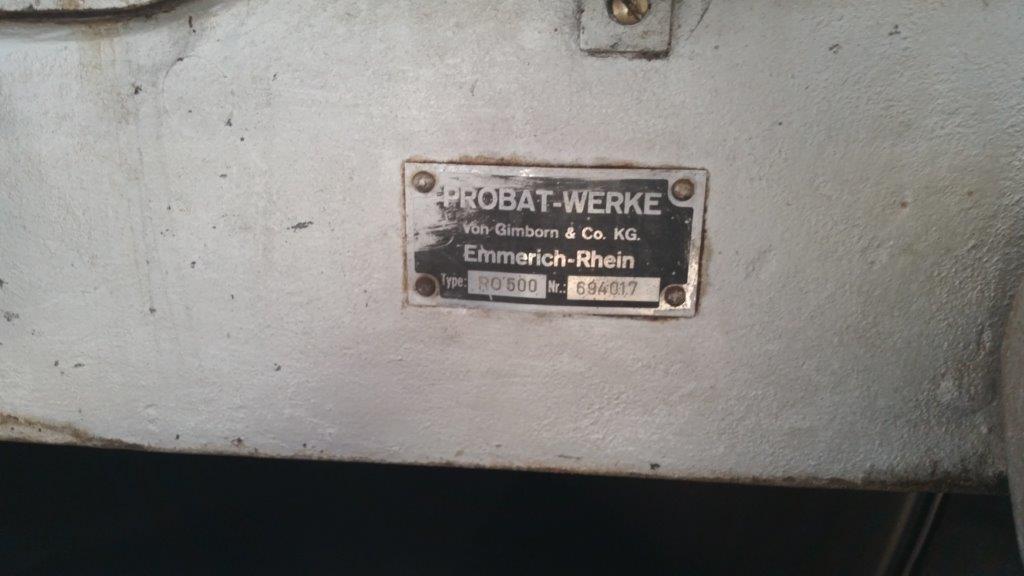 PROBAT-WERKE
von Gimborn & Co. KG.
Emmerich-Rhein
Type: RO 500 Nr.: 694017